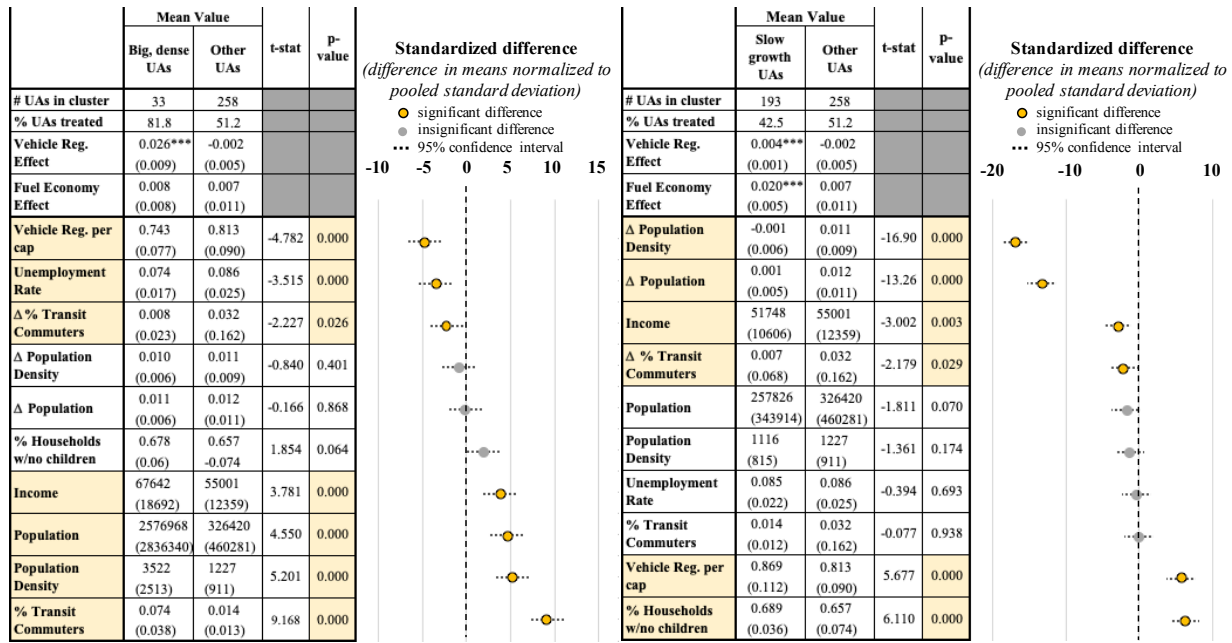 Mean Value
Big, dense UAs Other UAs t-stat p-value
# UAs in cluster 33 258
% UAs treated 81.8 51.2
Vehicle Reg. Effect 0.026*** -0.002
(0.009) (0.005)
Fuel Economy Effect 0.008 0.007
(0.008) (0.011)
Vehicle Reg. per cap 0.743 0.813 -4.782 0.000
(0.077) (0.090)
Unemployment Rate 0.074 0.086 -3.515 0.000
(0.017) (0.025)
Δ % Transit Commuters 0.008 0.032 -2.227 0.026
(0.023) (0.162)
Δ Population Density 0.010 0.011 -0.840 0.401
(0.006) (0.009)
Δ Population 0.011 0.012 -0.166 0.868
(0.006) (0.011)
% Households w/no children 0.678 0.657 1.854 0.064
(0.06) -0.074
Income 67642 55001 3.781 0.000
(18692) (12359)
Population 2576968 326420 4.550 0.000
(2836340) (460281)
Population Density 3522 1227 5.201 0.000
(2513) (911)
% Transit Commuters 0.074 0.014 9.168 0.000
(0.038) (0.013)
Standardized difference
(difference in means normalized to
pooled standard deviation)
significant difference
insignificant difference
95% confidence interval
-10 -5 0 5 10 15
Mean Value
Slow growth UAs Other UAs t-stat p-value
# UAs in cluster 193 258
% UAs treated 42.5 51.2
Vehicle Reg. Effect 0.004*** -0.002
(0.001) (0.005)
Fuel Economy Effect 0.020*** 0.007
(0.005) (0.011)
Δ Population Density -0.001 0.011 -16.90 0.000
(0.006) (0.009)
Δ Population 0.001 0.012 -13.26 0.000
(0.005) (0.011)
Income 51748 55001 -3.002 0.003
(10606) (12359)
Δ % Transit Commuters 0.007 0.032 -2.179 0.029
(0.068) (0.162)
Population 257826 326420 -1.811 0.070
(343914) (460281)
Population Density 1116 1227 -1.361 0.174
(815) (911)
Unemployment Rate 0.085 0.086 -0.394 0.693
(0.022) (0.025)
% Transit Commuters 0.014 0.032 -0.077 0.938
(0.012) (0.162)
Vehicle Reg. per cap 0.869 0.813 5.677 0.000
(0.112) (0.090)
% Households w/no children 0.689 0.657 6.110 0.000
(0.036) (0.074)
Standardized difference
(difference in means normalized to
pooled standard deviation)
significant difference
insignificant difference
95% confidence interval
-20 -10 0 10